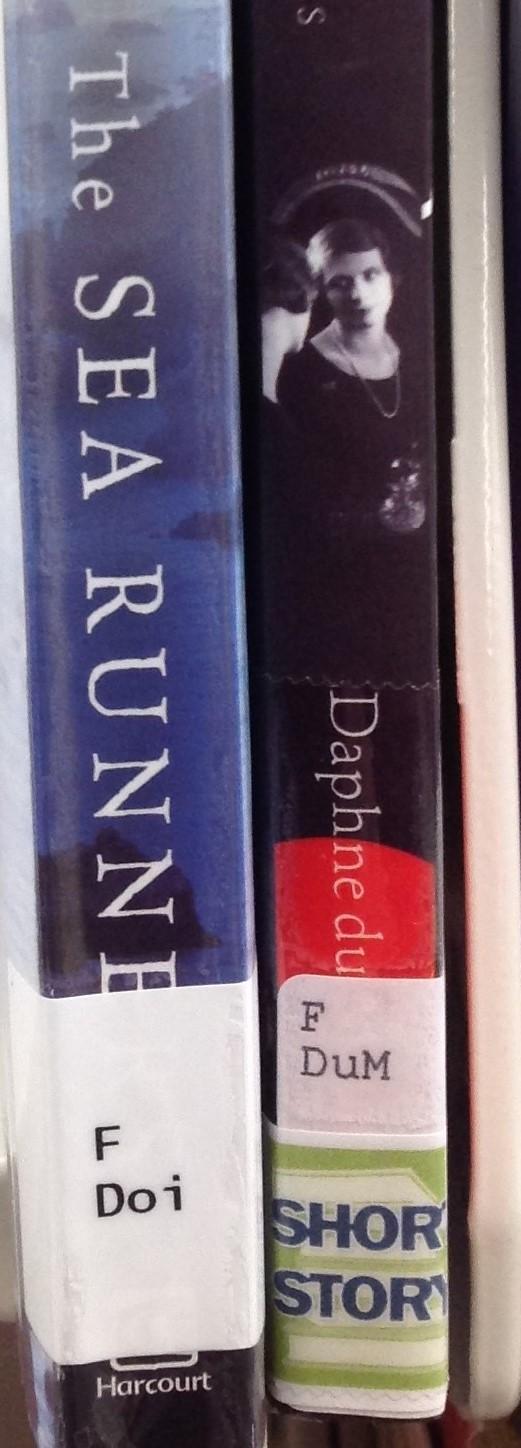 The SEA RUNNE
F
Doi
Harcourt
s
Daphne du
F
DuM
SHORT
STORY